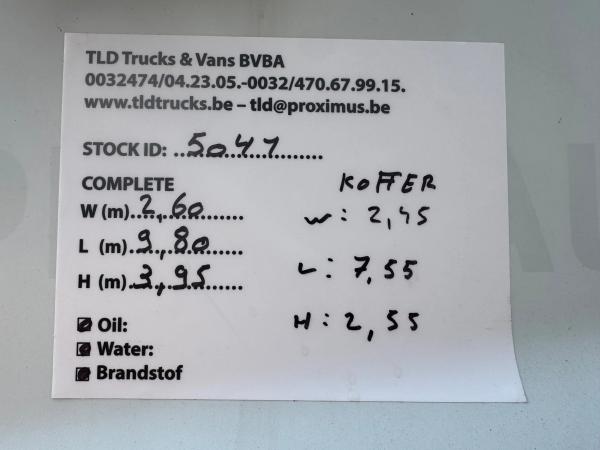 TLD Trucks & Vans BVBA
0032474/04.23.05.-0032/470.67.99.15.
www.tldtrucks.be – tld@proximus.be
STOCK ID: 5041
COMPLETE
W (m) 2,60
L (m) 9,80
H (m) 3,95
KOFFER
W: 2,45
L: 7,55
H: 2,55
Oil:
Water:
Brandstof